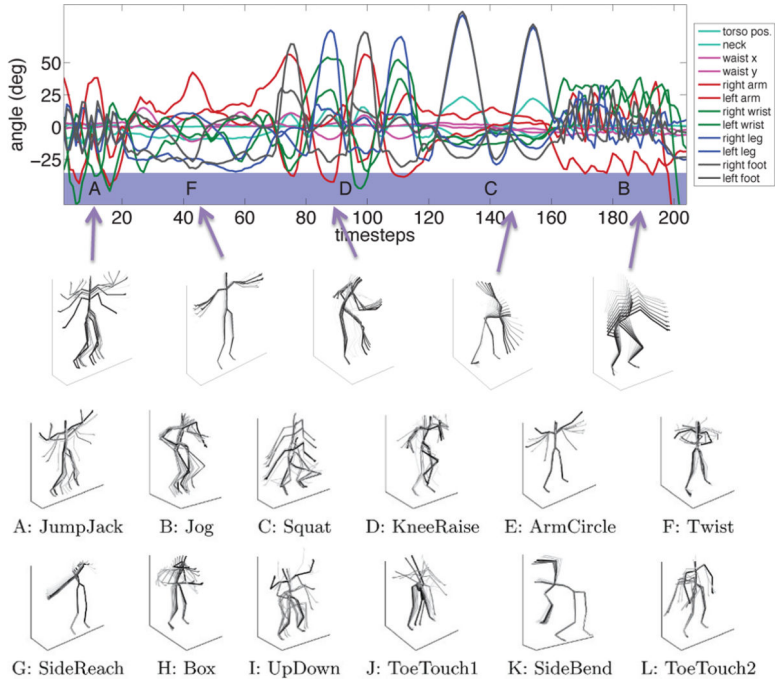 angle (deg)
50
25
0
−25
A F D C B
20 40 60 80 100 120 140 160 180 200
timesteps
torso pos.
neck
waist x
waist y
right arm
left arm
right wrist
left wrist
right leg
left leg
right foot
left foot
A: JumpJack B: Jog C: Squat D: KneeRaise E: ArmCircle F: Twist
G: SideReach H: Box I: UpDown J: ToeTouch1 K: SideBend L: ToeTouch2